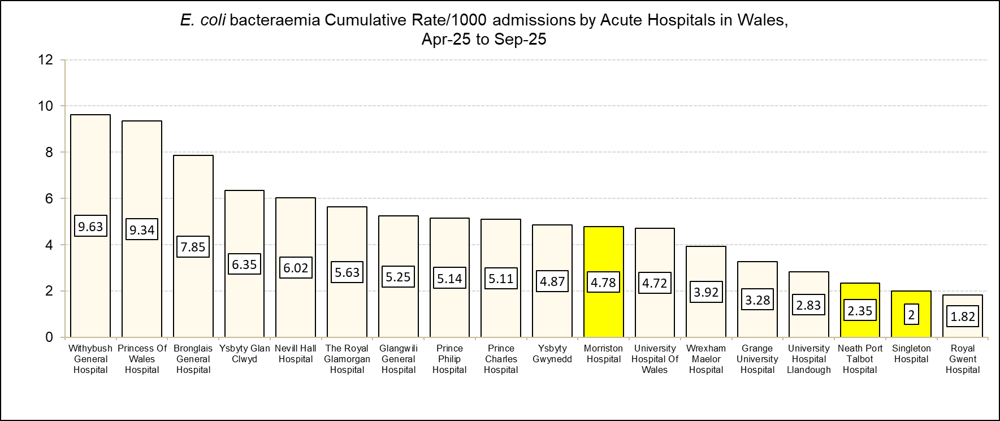 E. coli bacteraemia Cumulative Rate/1000 admissions by Acute Hospitals in Wales,
Apr-25 to Sep-25
12
10
8
6
4
2
0
9.63
9.34
7.85
6.35
6.02
5.63
5.25
5.14
5.11
4.87
4.78
4.72
3.92
3.28
2.83
2.35
2
1.82
Withybush
General
Hospital
Princess Of
Wales
Hospital
Bronglais
General
Hospital
Ysbyty Glan
Clwyd
Nevill Hall
Hospital
The Royal
Glamorgan
Hospital
Glangwili
General
Hospital
Prince
Philip
Hospital
Prince
Charles
Hospital
Ysbyty
Gwynedd
Morriston
Hospital
University
Hospital Of
Wales
Wrexham
Maelor
Hospital
Grange
University
Hospital
University
Hospital
Llandough
Neath Port
Talbot
Hospital
Singleton
Hospital
Royal
Gwent
Hospital